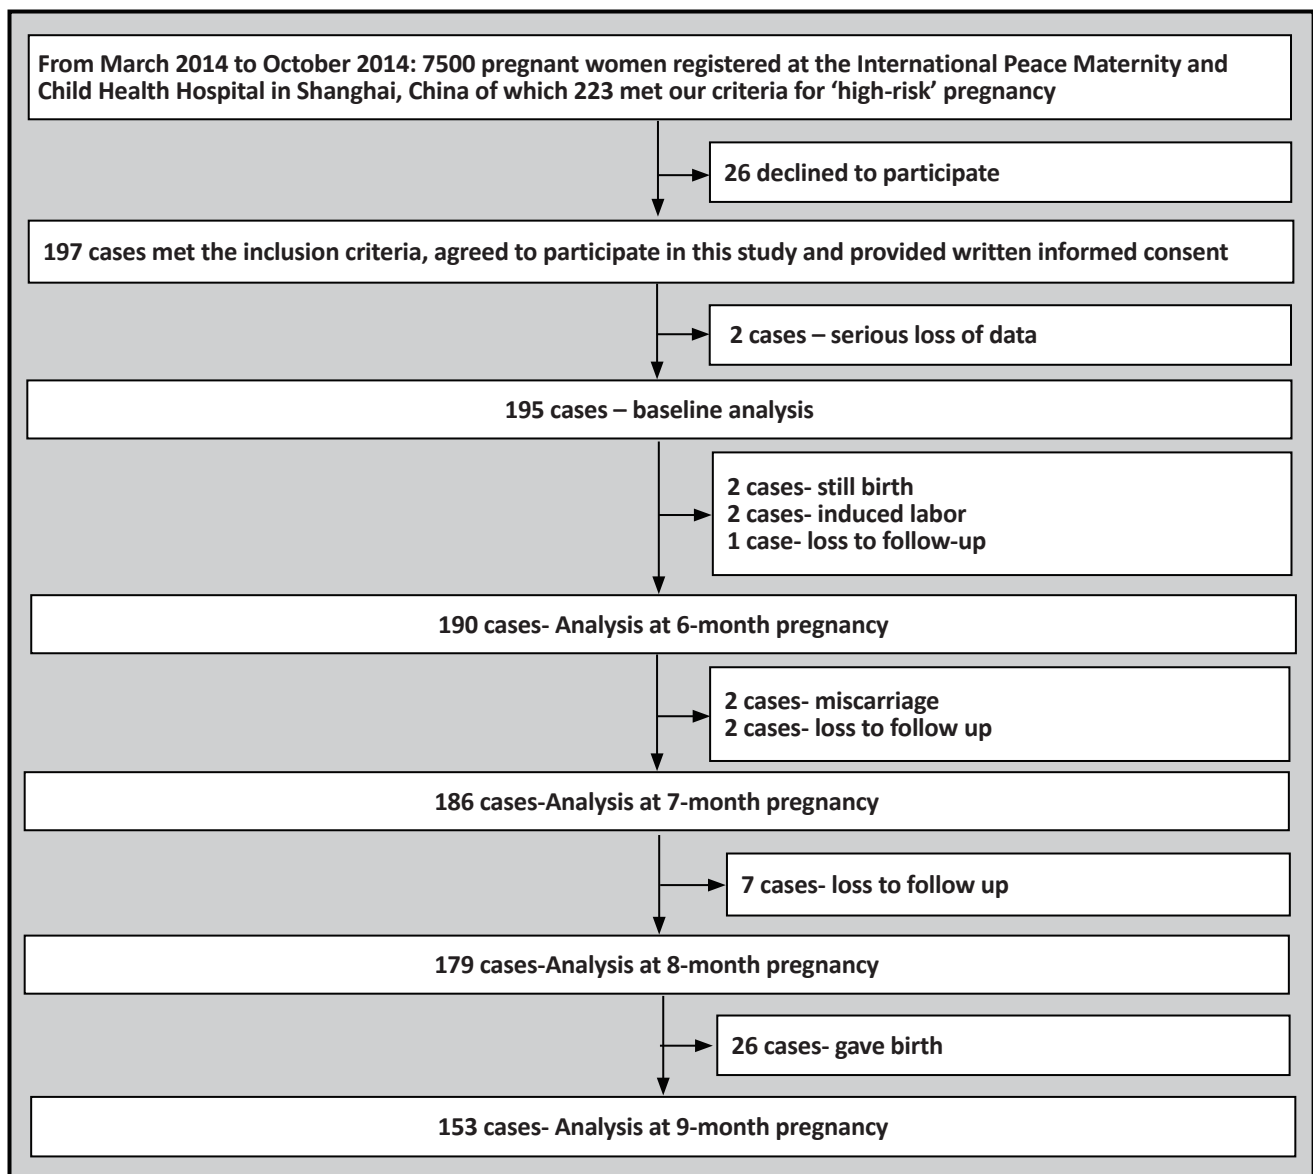 From March 2014 to October 2014: 7500 pregnant women registered at the International Peace Maternity and
Child Health Hospital in Shanghai, China of which 223 met our criteria for ‘high-risk’ pregnancy
26 declined to participate
197 cases met the inclusion criteria, agreed to participate in this study and provided written informed consent
2 cases – serious loss of data
195 cases – baseline analysis
2 cases- still birth
2 cases- induced labor
1 case- loss to follow-up
190 cases- Analysis at 6-month pregnancy
2 cases- miscarriage
2 cases- loss to follow up
186 cases-Analysis at 7-month pregnancy
7 cases- loss to follow up
179 cases-Analysis at 8-month pregnancy
26 cases- gave birth
153 cases- Analysis at 9-month pregnancy